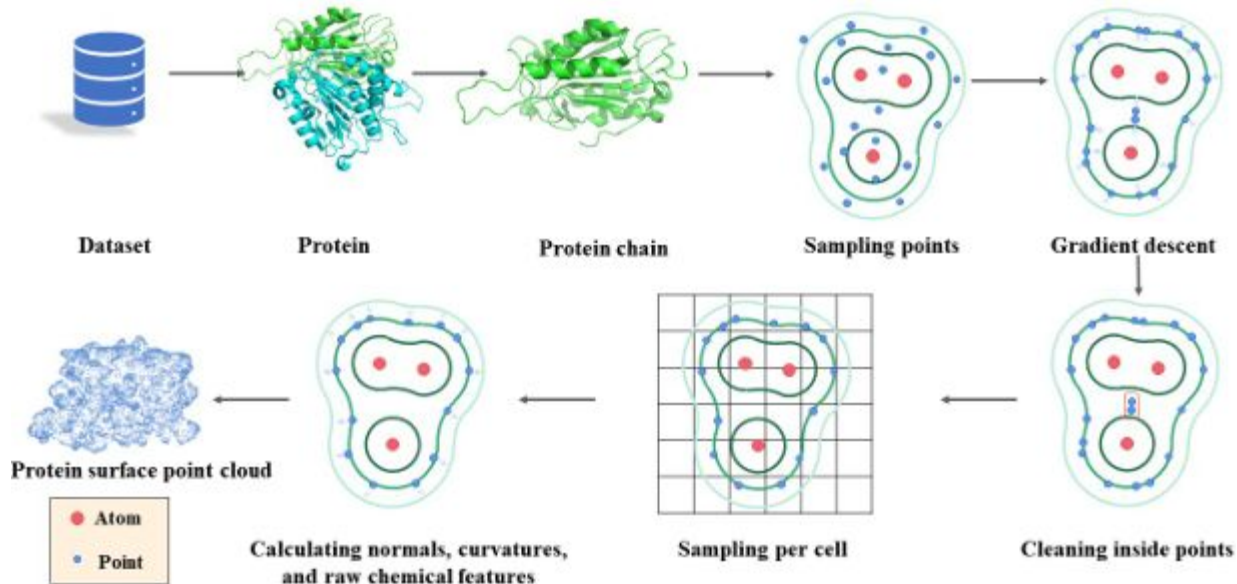 Dataset
Protein
Protein chain
Sampling points
Gradient descent
Protein surface point cloud
Atom
Point
Calculating normals, curvatures,
and raw chemical features
Sampling per cell
Cleaning inside points